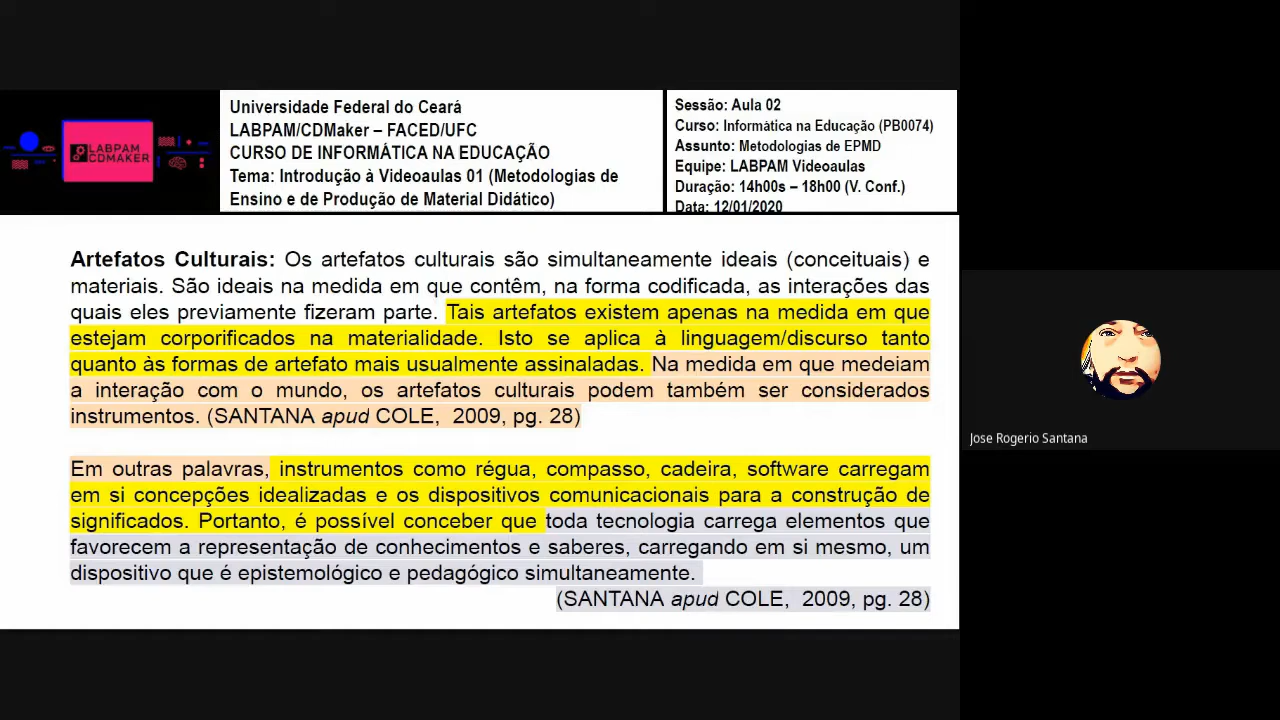 LABPAM
CDMAKER
Universidade Federal do Ceará
LABPAM/CDMaker – FACED/UFC
CURSO DE INFORMÁTICA NA EDUCAÇÃO
Tema: Introdução à Videoaulas 01 (Metodologias de
Ensino e de Produção de Material Didático)
Sessão: Aula 02
Curso: Informática na Educação (PB0074)
Assunto: Metodologias de EPMD
Equipe: LABPAM Videoaulas
Duração: 14h00s – 18h00 (V. Conf.)
Data: 12/01/2020
Artefatos Culturais: Os artefatos culturais são simultaneamente ideais (conceituais) e
materiais. São ideais na medida em que contêm, na forma codificada, as interações das
quais eles previamente fizeram parte. Tais artefatos existem apenas na medida em que
estejam corporificados na materialidade. Isto se aplica à linguagem/discurso tanto
quanto às formas de artefato mais usualmente assinaladas. Na medida em que medeiam
a interação com o mundo, os artefatos culturais podem também ser considerados
instrumentos. (SANTANA apud COLE, 2009, pg. 28)
Em outras palavras, instrumentos como régua, compasso, cadeira, software carregam
em si concepções idealizadas e os dispositivos comunicacionais para a construção de
significados. Portanto, é possível conceber que toda tecnologia carrega elementos que
favorecem a representação de conhecimentos e saberes, carregando em si mesmo, um
dispositivo que é epistemológico e pedagógico simultaneamente.
(SANTANA apud COLE, 2009, pg. 28)
Jose Rogerio Santana